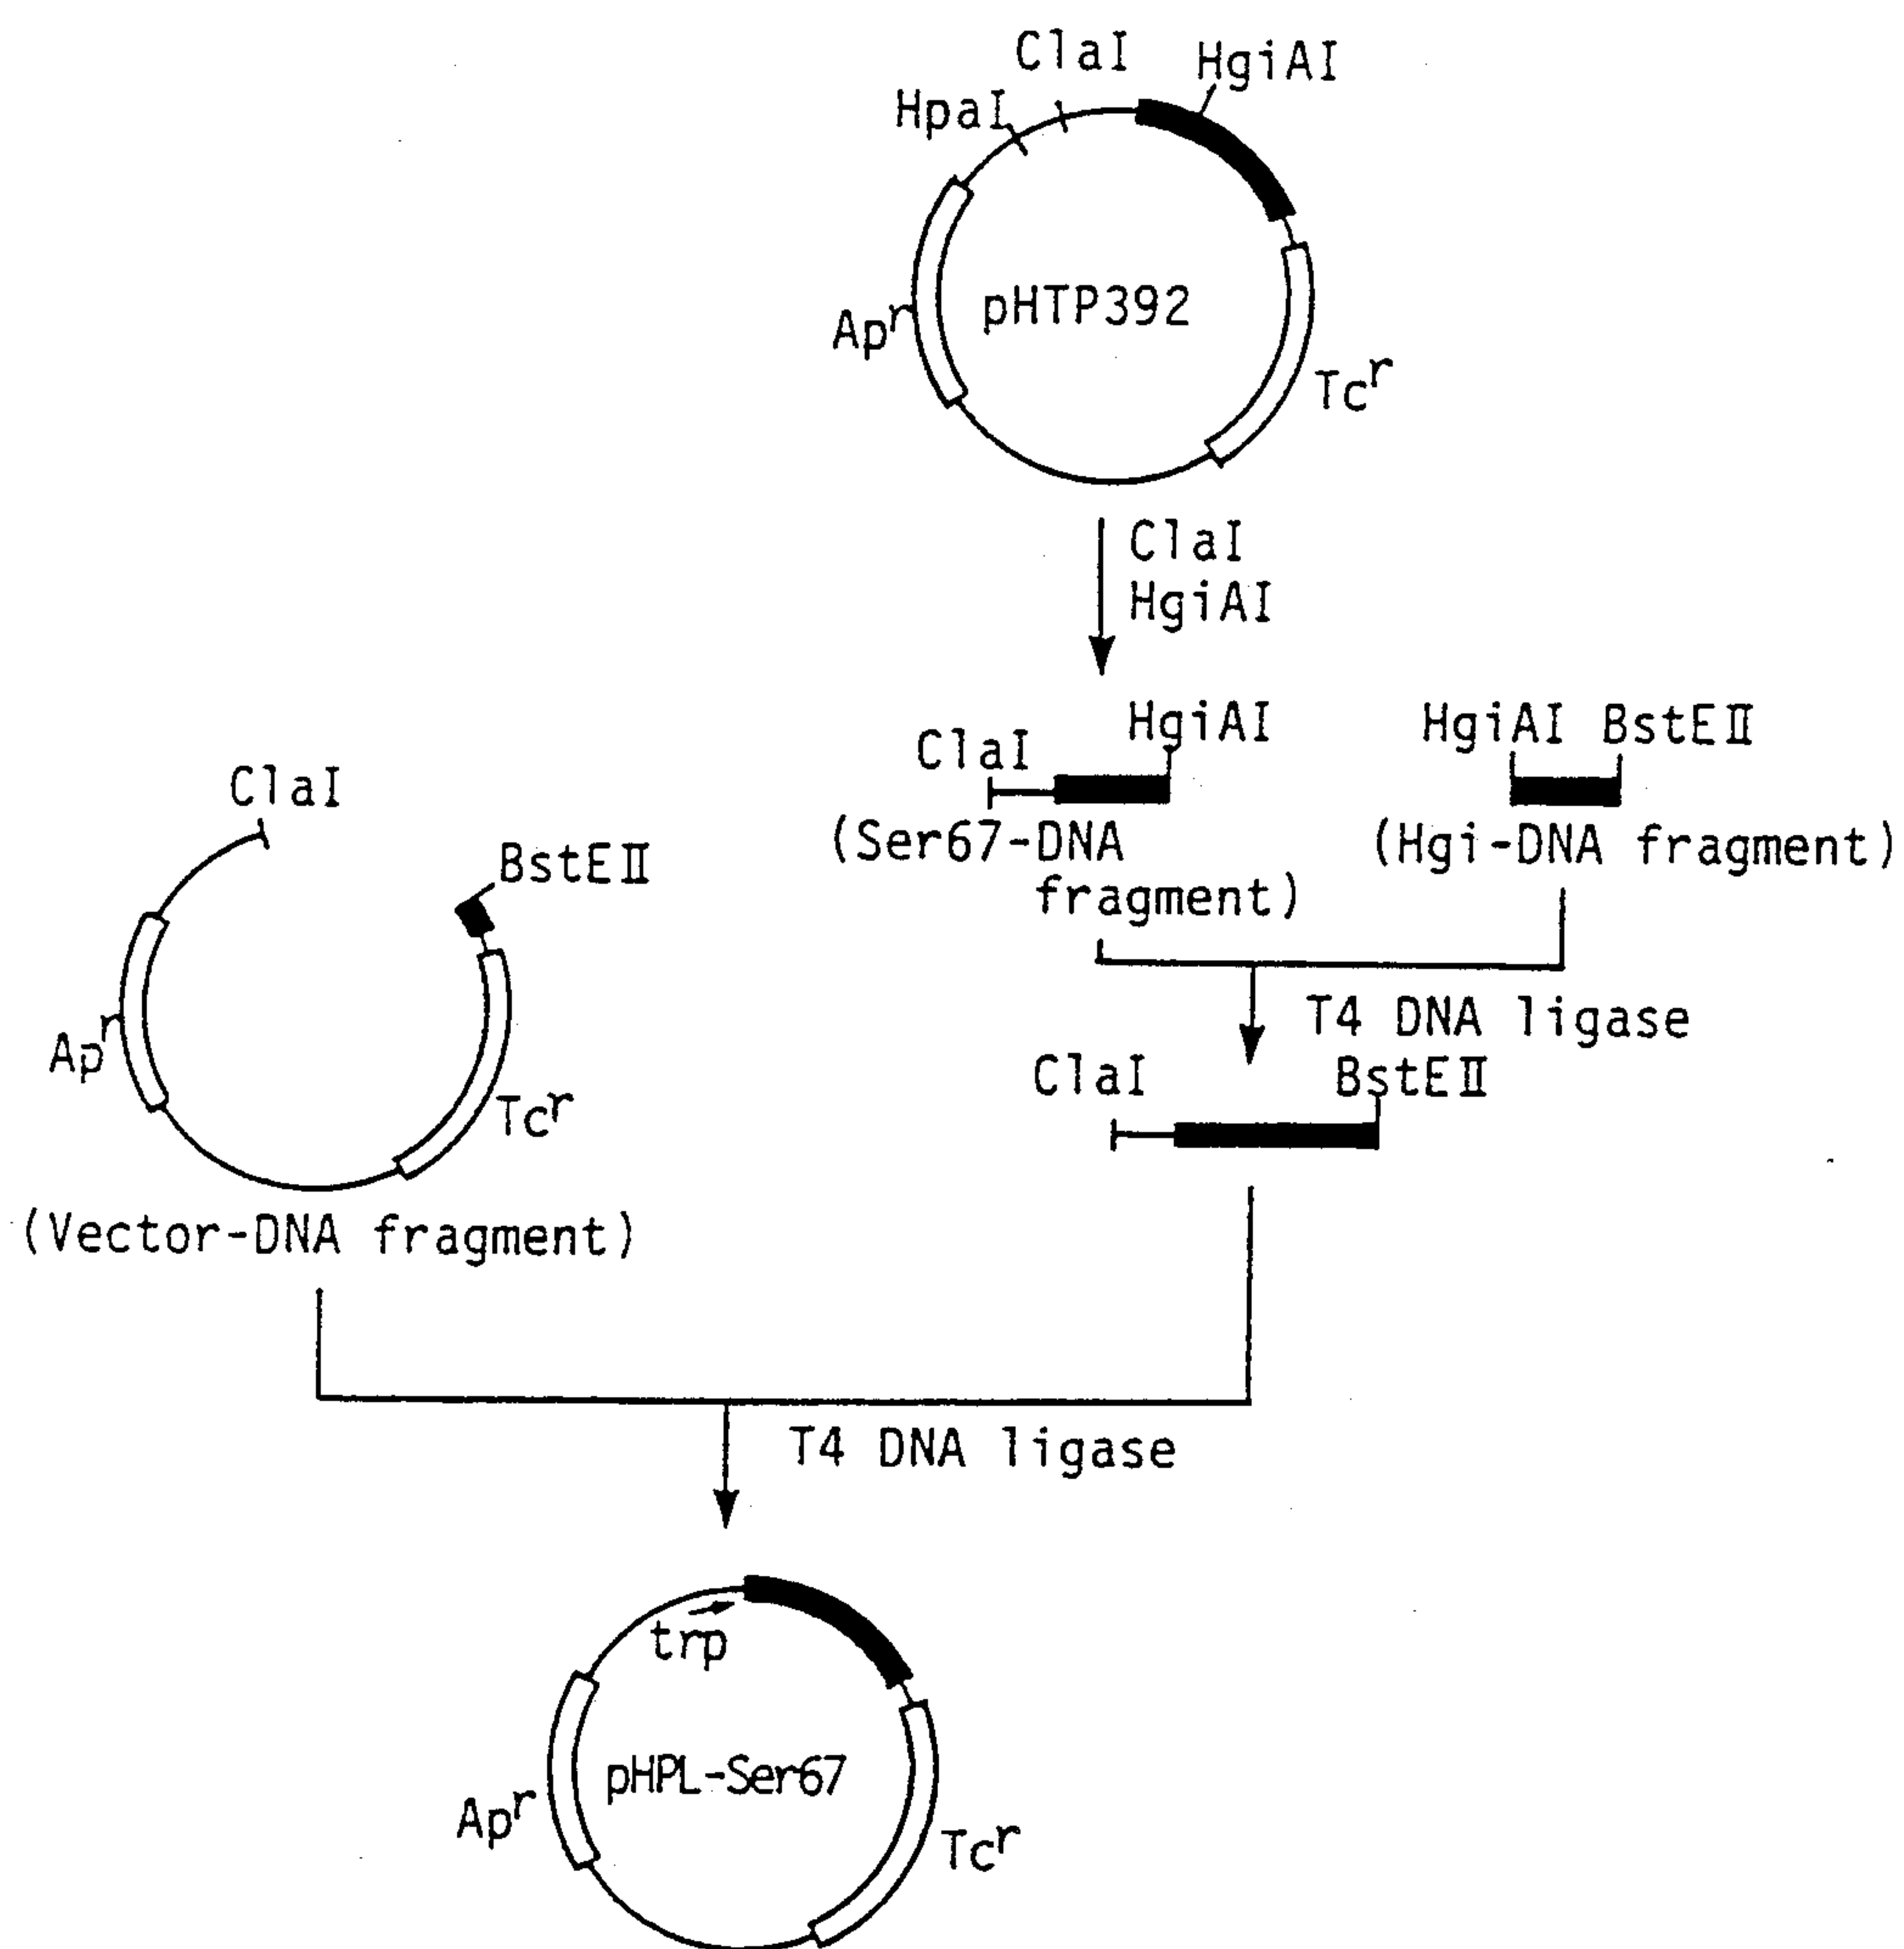 ClaI
HgiAI
HpaI
pHTP392
Apr
Tcr
ClaI
HgiAI
HgiAI
HgiAI BstEⅡ
ClaI
(Ser67-DNA
fragment)
(Hgi-DNA fragment)
ClaI
BstEⅡ
Apr
Tcr
(Vector-DNA fragment)
T4 DNA ligase
ClaI
BstEⅡ
T4 DNA ligase
trp
pHPL-Ser67
Apr
Tcr